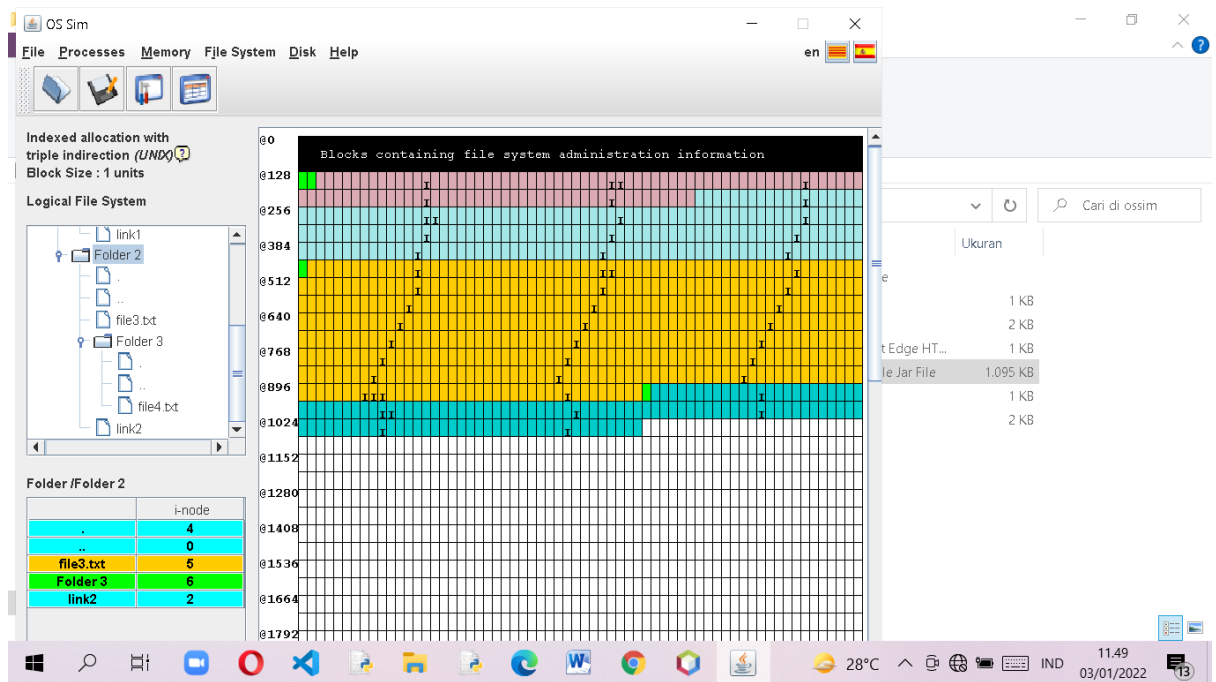 OS Sim
File Processes Memory File System Disk Help
en
Indexed allocation with
triple indirection (UNIX)
Block Size : 1 units
Logical File System
link1
Folder 2
.
..
file3.txt
Folder 3
.
..
file4.txt
link2
Folder /Folder 2
i-node
. 4
.. 0
file3.txt 5
Folder 3 6
link2 2
@0
Blocks containing file system administration information
@128
@256
@384
@512
@640
@768
@896
@1024
@1152
@1280
@1408
@1536
@1664
@1792
Cari di ossim
Ukuran
e
1 KB
2 KB
t Edge HT... 1 KB
le Jar File 1.095 KB
1 KB
2 KB
28°C
IND
11.49
03/01/2022
13